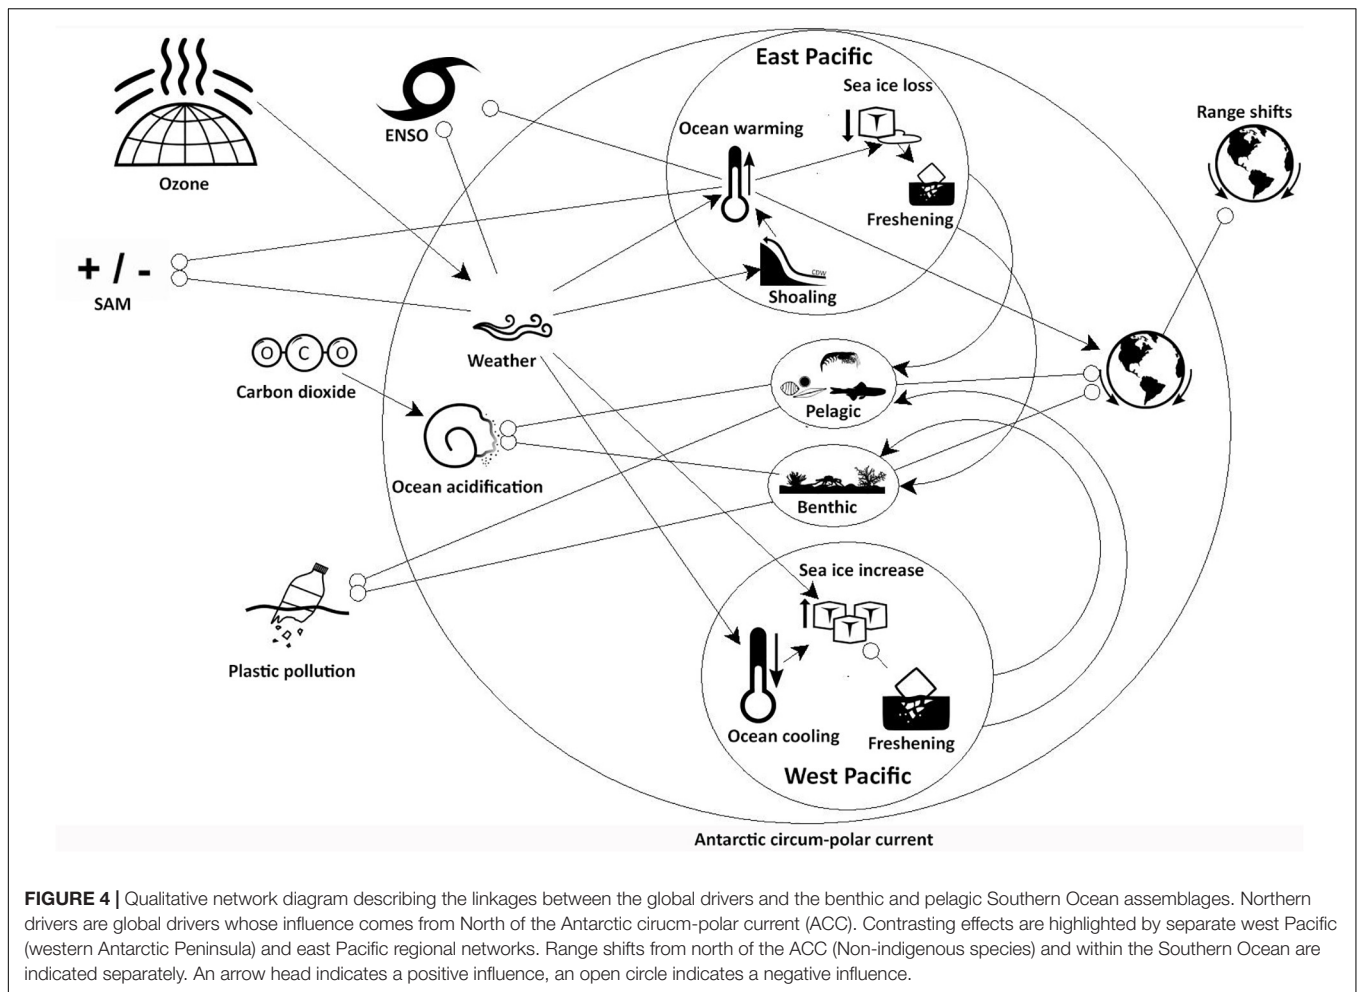 East Pacific
Sea ice loss
Range shifts
Ocean warming
ENSO
Ozone
Freshening
+ / -
SAM
CDW
Shoaling
Weather
O C O
Carbon dioxide
Pelagic
Ocean acidification
Benthic
Sea ice increase
Plastic pollution
Ocean cooling
Freshening
West Pacific
Antarctic circum-polar current
FIGURE 4 | Qualitative network diagram describing the linkages between the global drivers and the benthic and pelagic Southern Ocean assemblages. Northern
drivers are global drivers whose influence comes from North of the Antarctic cirucm-polar current (ACC). Contrasting effects are highlighted by separate west Pacific
(western Antarctic Peninsula) and east Pacific regional networks. Range shifts from north of the ACC (Non-indigenous species) and within the Southern Ocean are
indicated separately. An arrow head indicates a positive influence, an open circle indicates a negative influence.